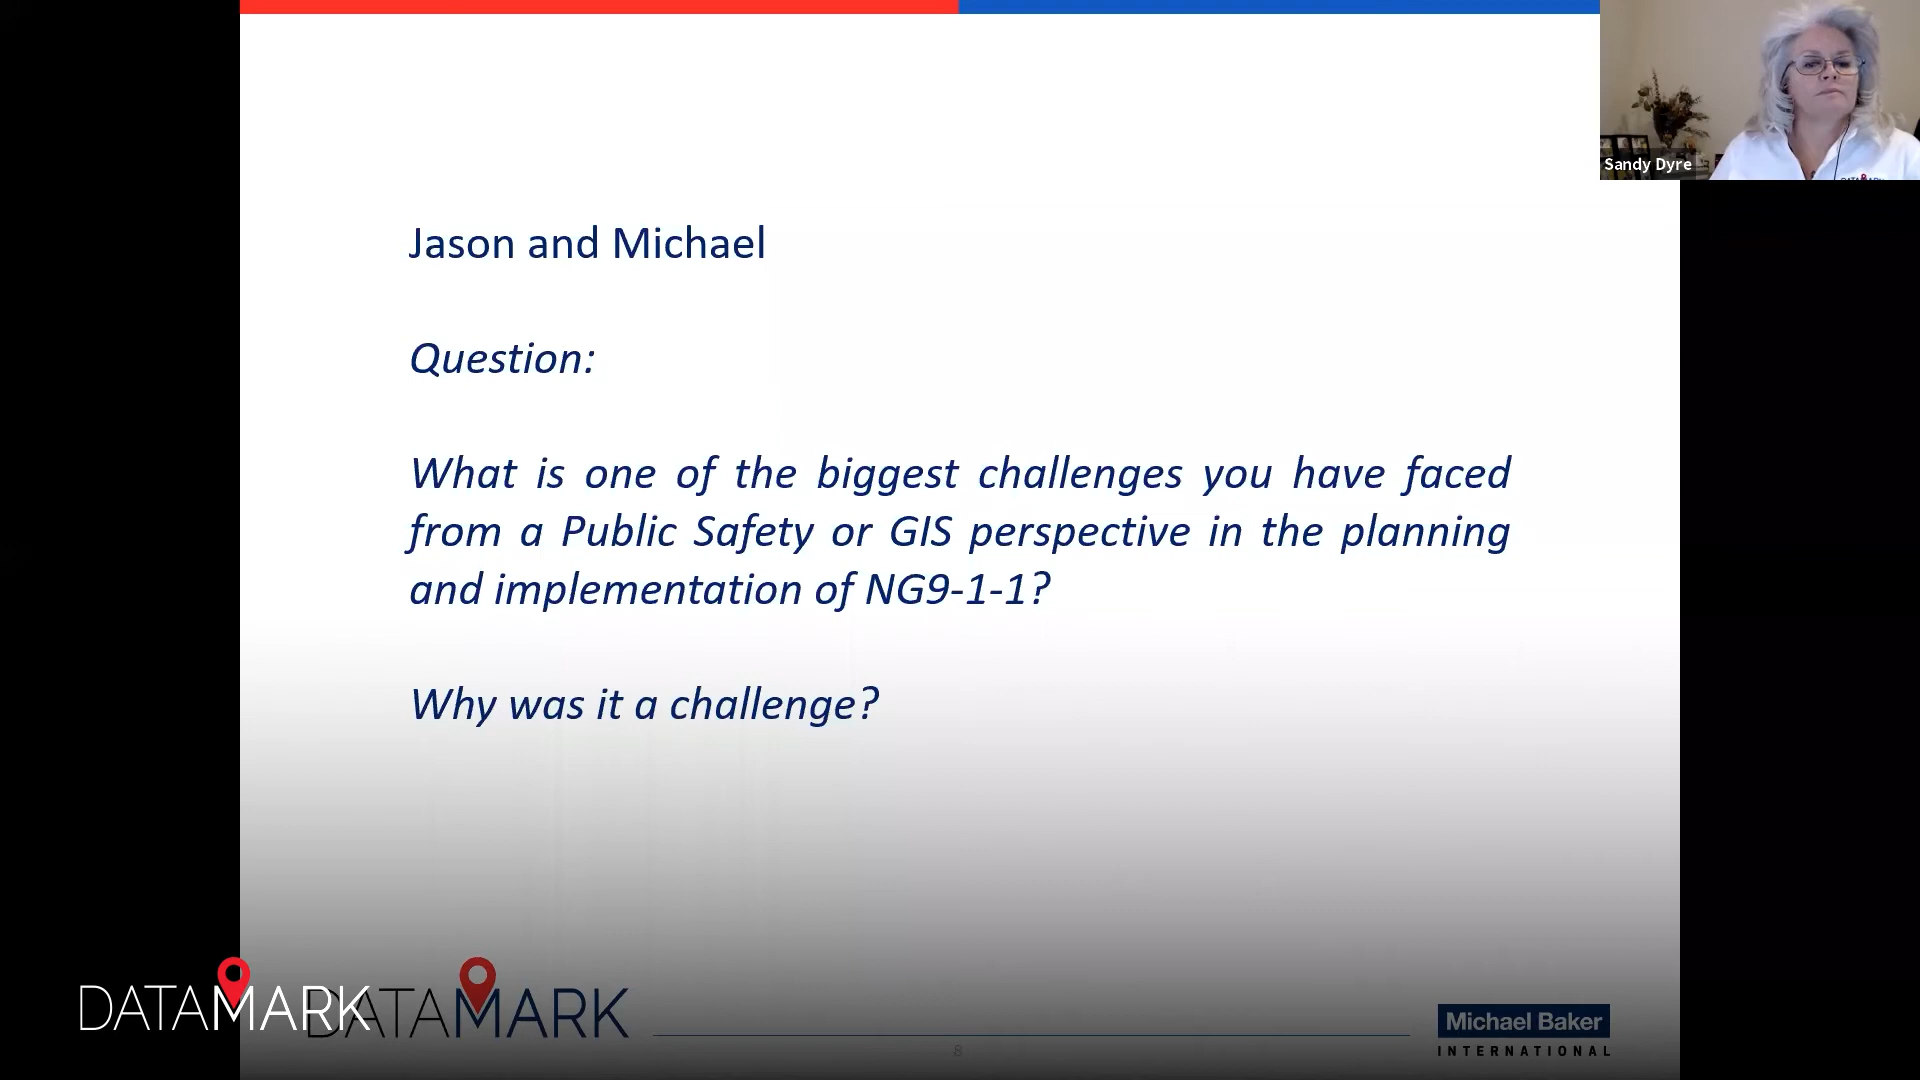 Sandy Dyre
Jason and Michael
Question:
What is one of the biggest challenges you have faced
from a Public Safety or GIS perspective in the planning
and implementation of NG9-1-1?
Why was it a challenge?
DATAMARK
DATAMARK
8
Michael Baker
INTERNATIONAL